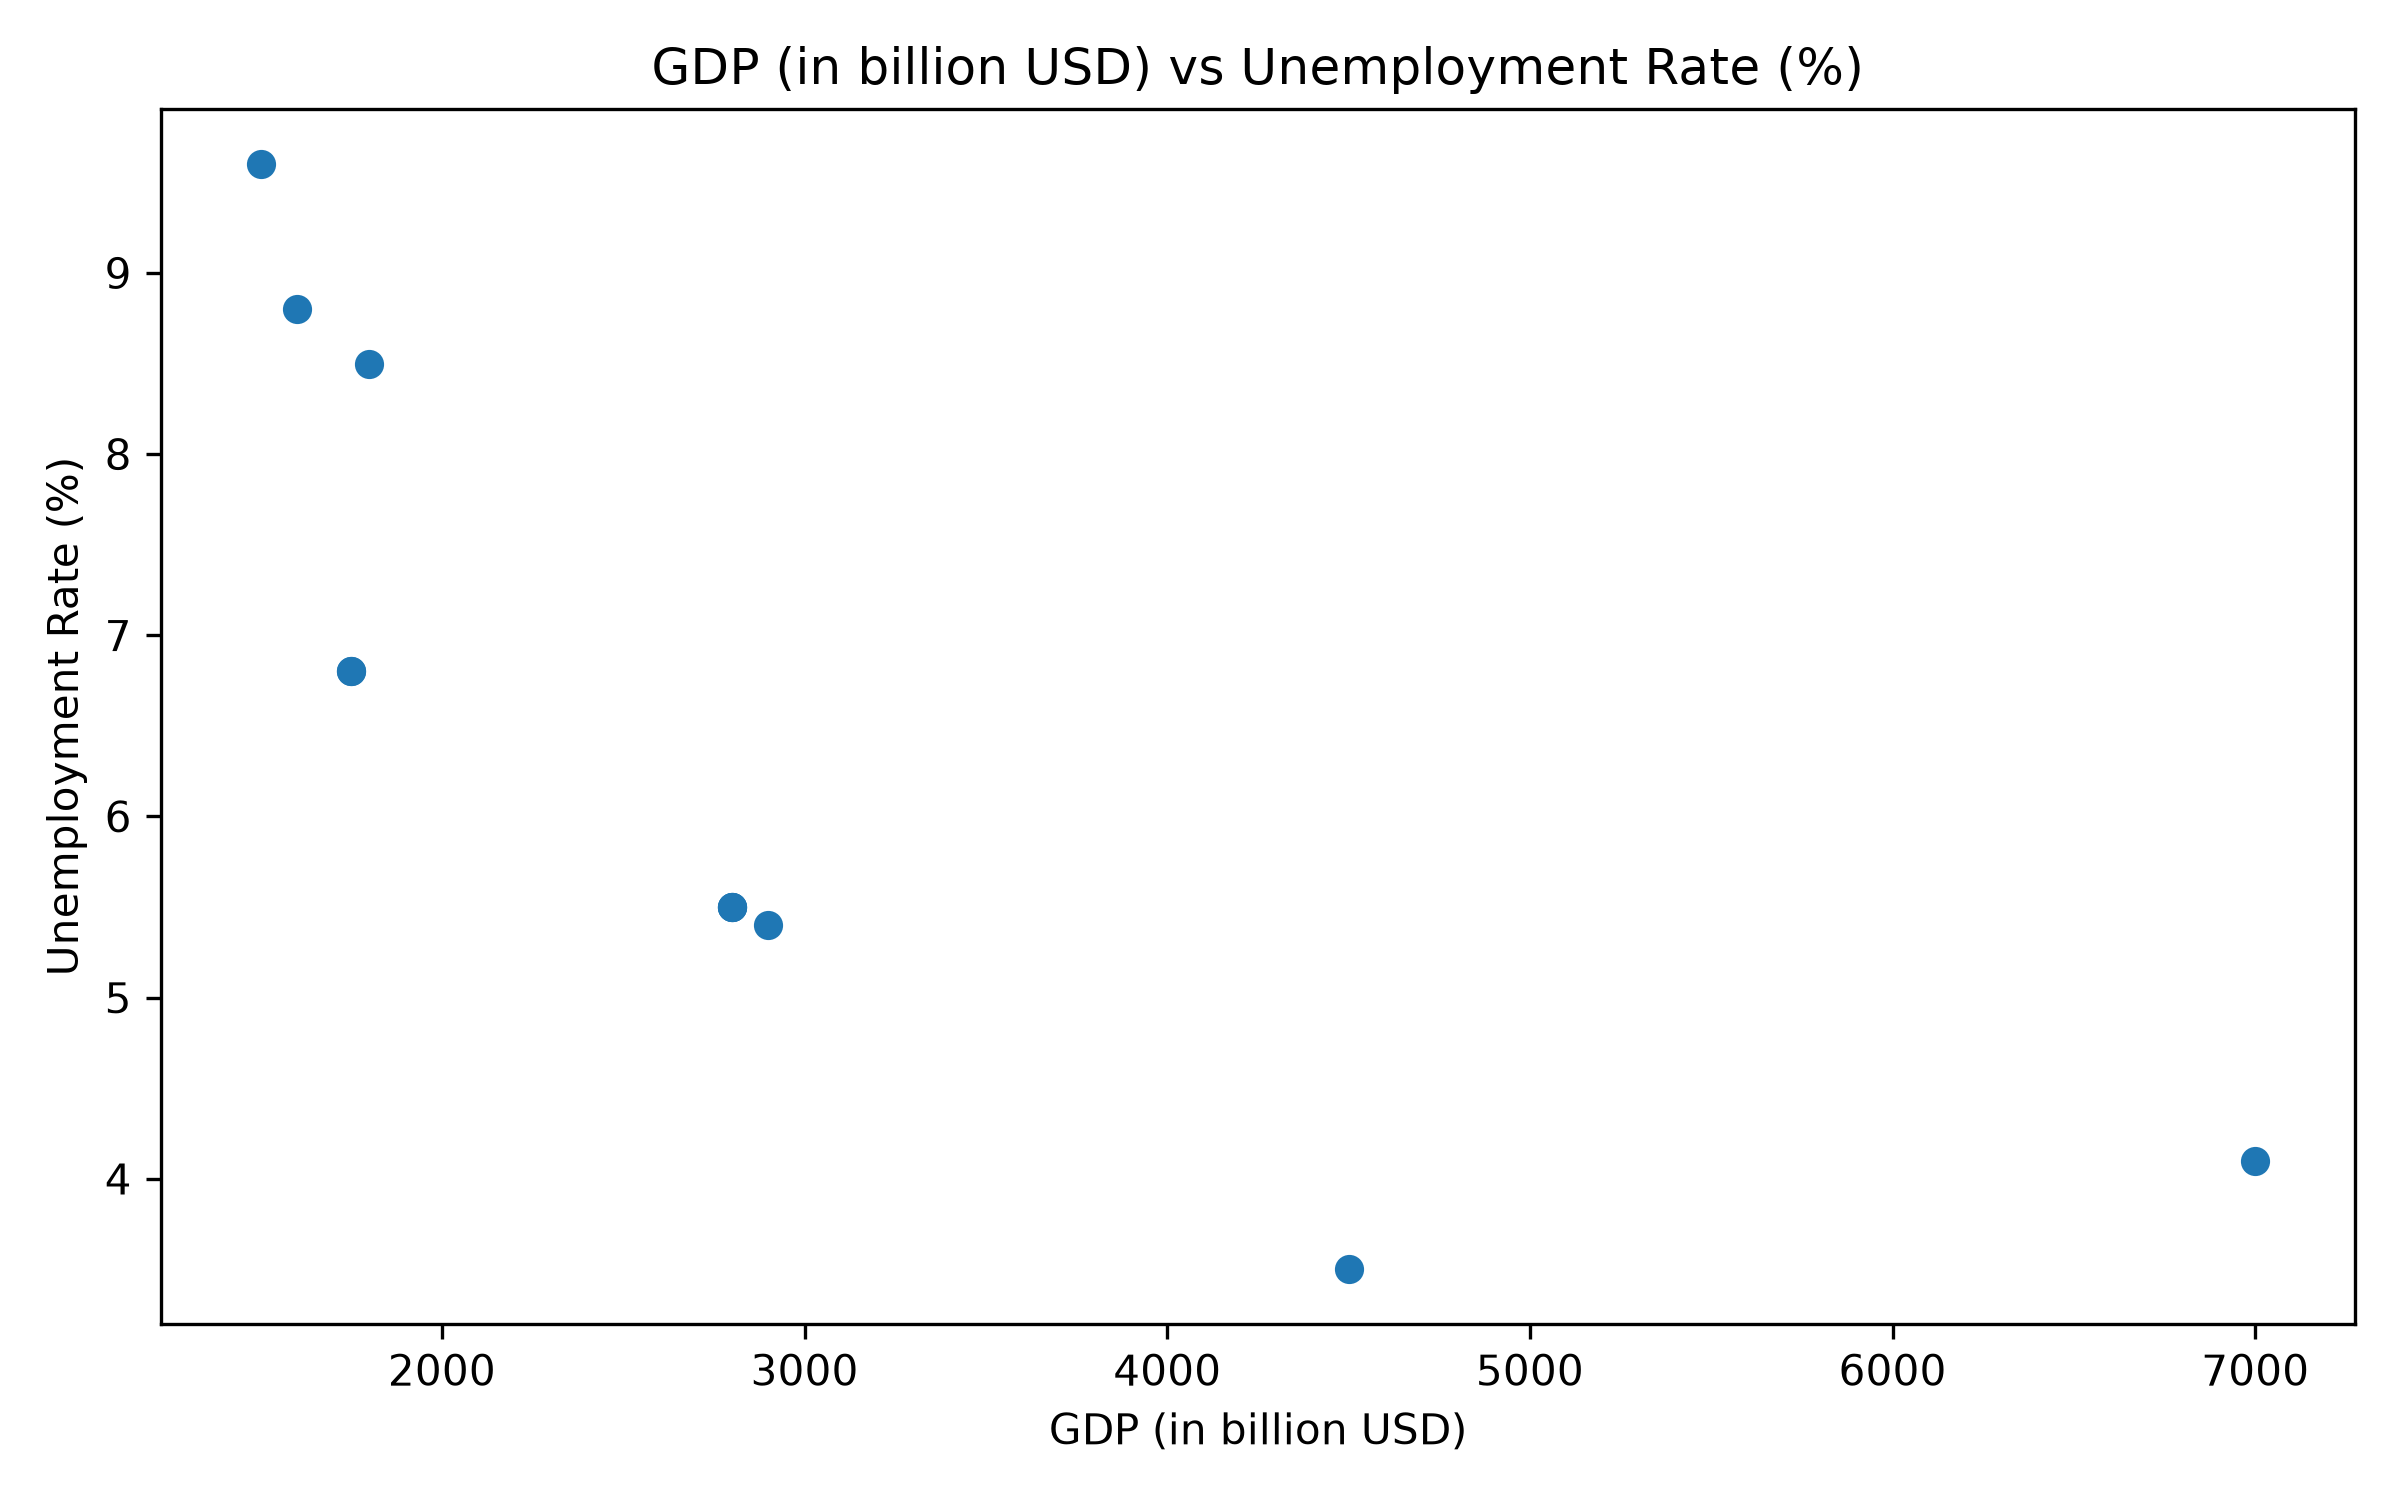 GDP (in billion USD) vs Unemployment Rate (%)
Unemployment Rate (%)
9
8
7
6
5
4
2000 3000 4000 5000 6000 7000
GDP (in billion USD)